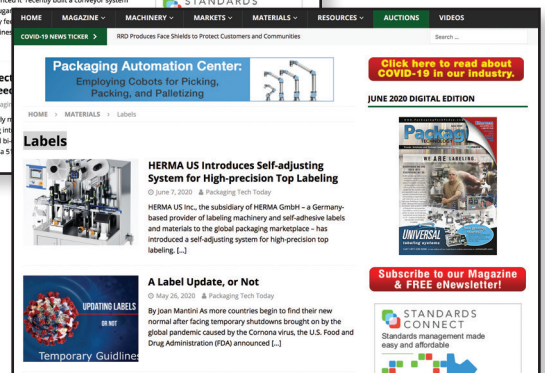 STANDARDS
HOME MAGAZINE MACHINERY MARKETS MATERIALS RESOURCES AUCTIONS VIDEOS
COVID-19 NEWS TICKER > RRD Produces Face Shields to Protect Customers and Communities Search ...
Packaging Automation Center:
Employing Cobots for Picking,
Packing, and Palletizing
Click here to read about
COVID-19 in our industry.
HOME > MATERIALS > Labels
JUNE 2020 DIGITAL EDITION
Labels
HERMA US Introduces Self-adjusting
System for High-precision Top Labeling
June 7, 2020 Packaging Tech Today
HERMA US Inc., the subsidiary of HERMA GmbH – a Germany-
based provider of labeling machinery and self-adhesive labels
and materials to the global packaging marketplace – has
introduced a self-adjusting system for high-precision top
labeling, [...]
WE ARE LABELING
UNIVERSAL
labeling systems
Subscribe to our Magazine
& FREE eNewsletter!
UPDATING LABELS
OR NOT
Temporary Guidlines
A Label Update, or Not
May 26, 2020 Packaging Tech Today
By Joan Mantini As more countries begin to find their new
normal after facing temporary shutdowns brought on by the
global pandemic caused by the Cornona virus, the U.S. Food and
Drug Administration (FDA) announced [...]
STANDARDS
CONNECT
Standards management made
easy and affordable